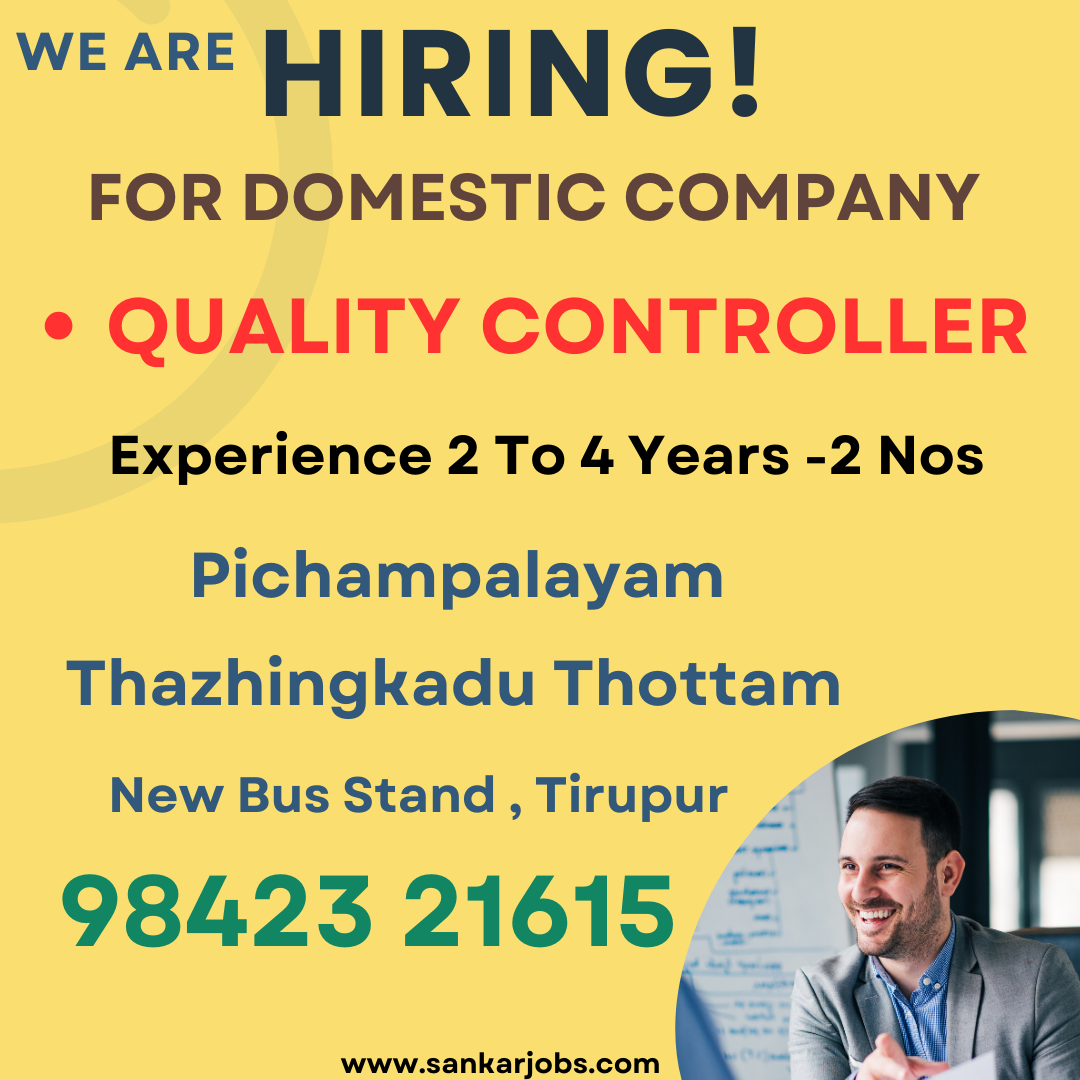 WE ARE HIRING!
FOR DOMESTIC COMPANY
• QUALITY CONTROLLER
Experience 2 To 4 Years -2 Nos
Pichampalayam
Thazhingkadu Thottam
New Bus Stand , Tirupur
98423 21615
www.sankarjobs.com